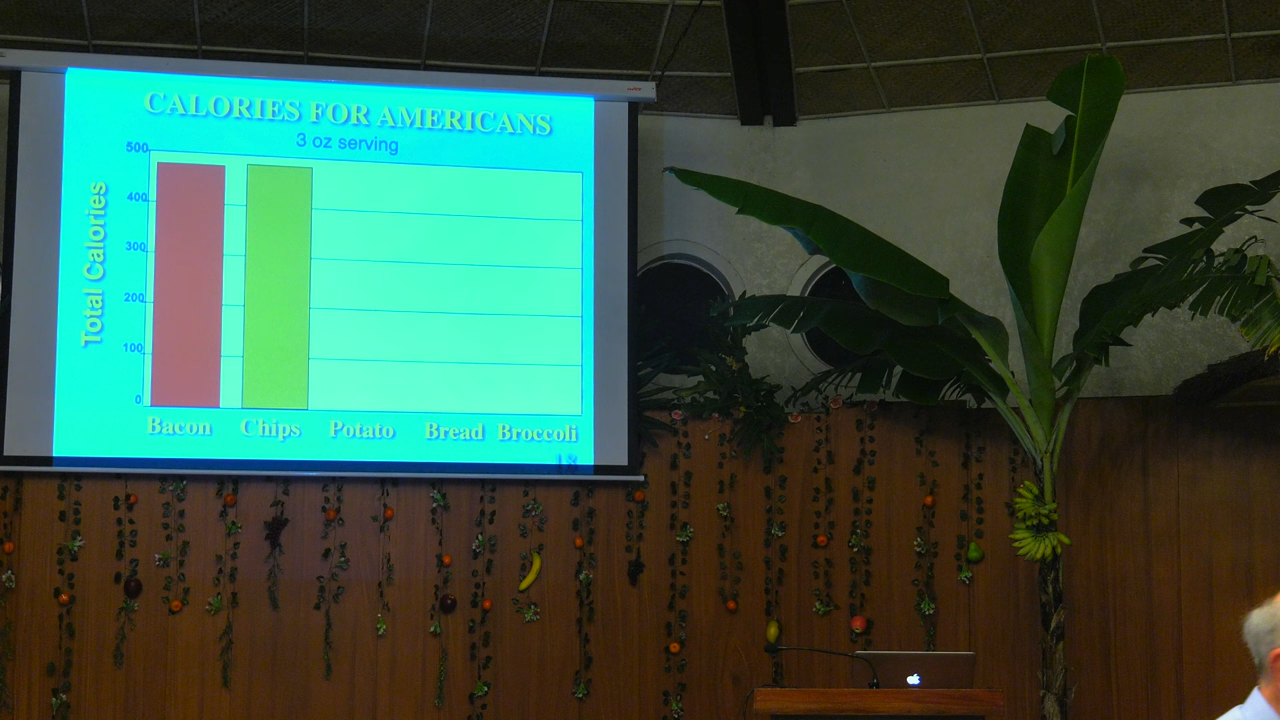 CALORIES FOR AMERICANS
3 oz serving
Total Calories
500
400
300
200
100
0
Bacon Chips Potato Bread Broccoli
18